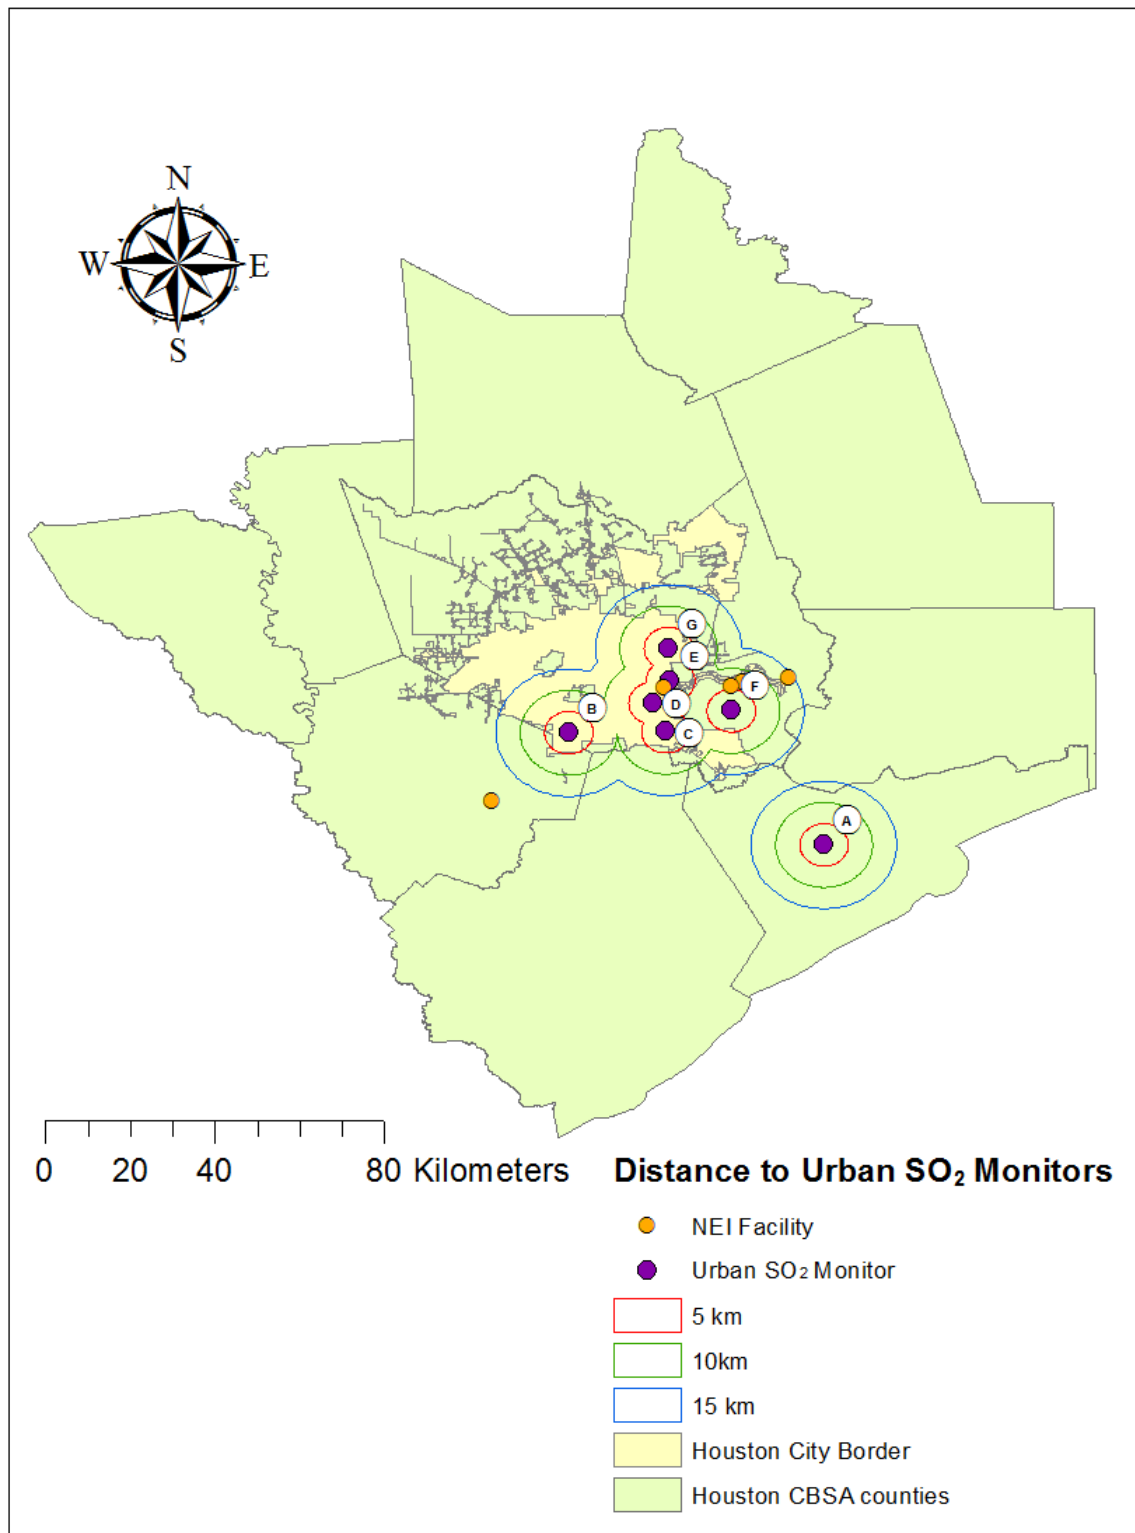 N
W E
S
G
E
F
B
D
C
A
0 20 40 80 Kilometers
Distance to Urban SO₂ Monitors
NEI Facility
Urban SO₂ Monitor
5 km
10km
15 km
Houston City Border
Houston CBSA counties